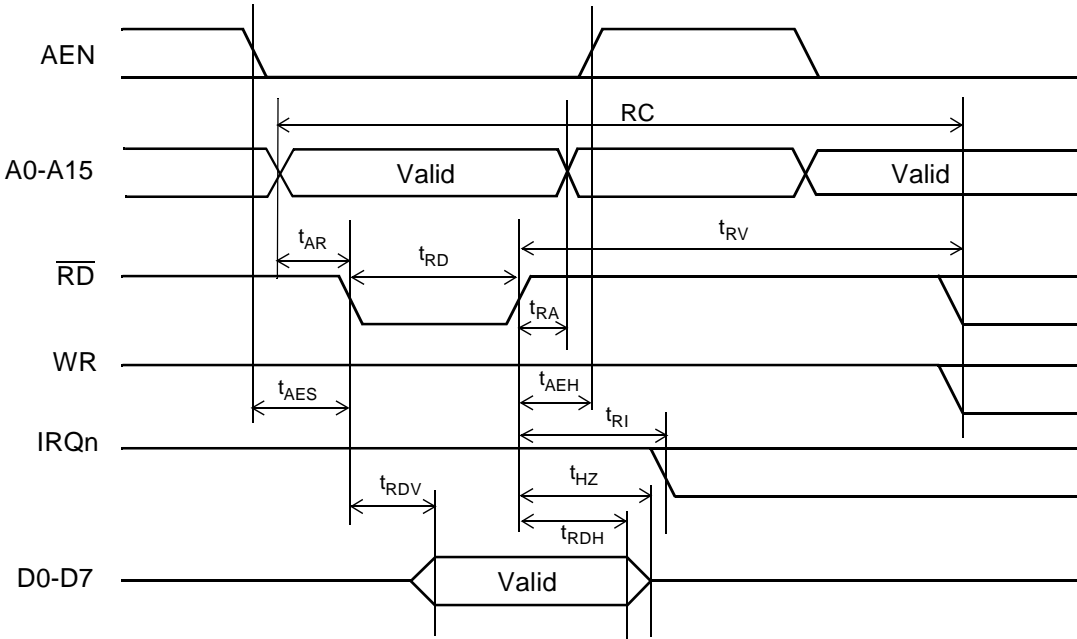 AEN
RC
A0-A15
Valid
Valid
tAR
tRD
tRV
RD
tRA
WR
tAES
tAEH
tRI
IRQn
tRDV
tHZ
tRDH
D0-D7
Valid